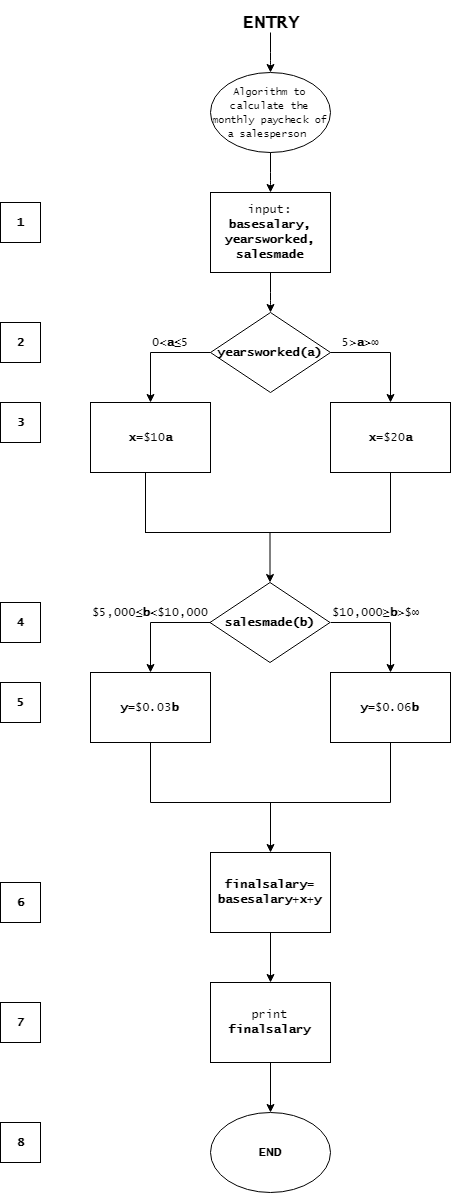 ENTRY
Algorithm to
calculate the
monthly paycheck of
a salesperson
1
input:
basesalary,
yearsworked,
salesmade
2
0<a≤5
yearsworked(a)
5>a>∞
3
x=$10a
x=$20a
4
$5,000≤b<$10,000
salesmade(b)
$10,000≥b>$∞
5
y=$0.03b
y=$0.06b
6
finalsalary=
basesalary+x+y
7
print
finalsalary
8
END